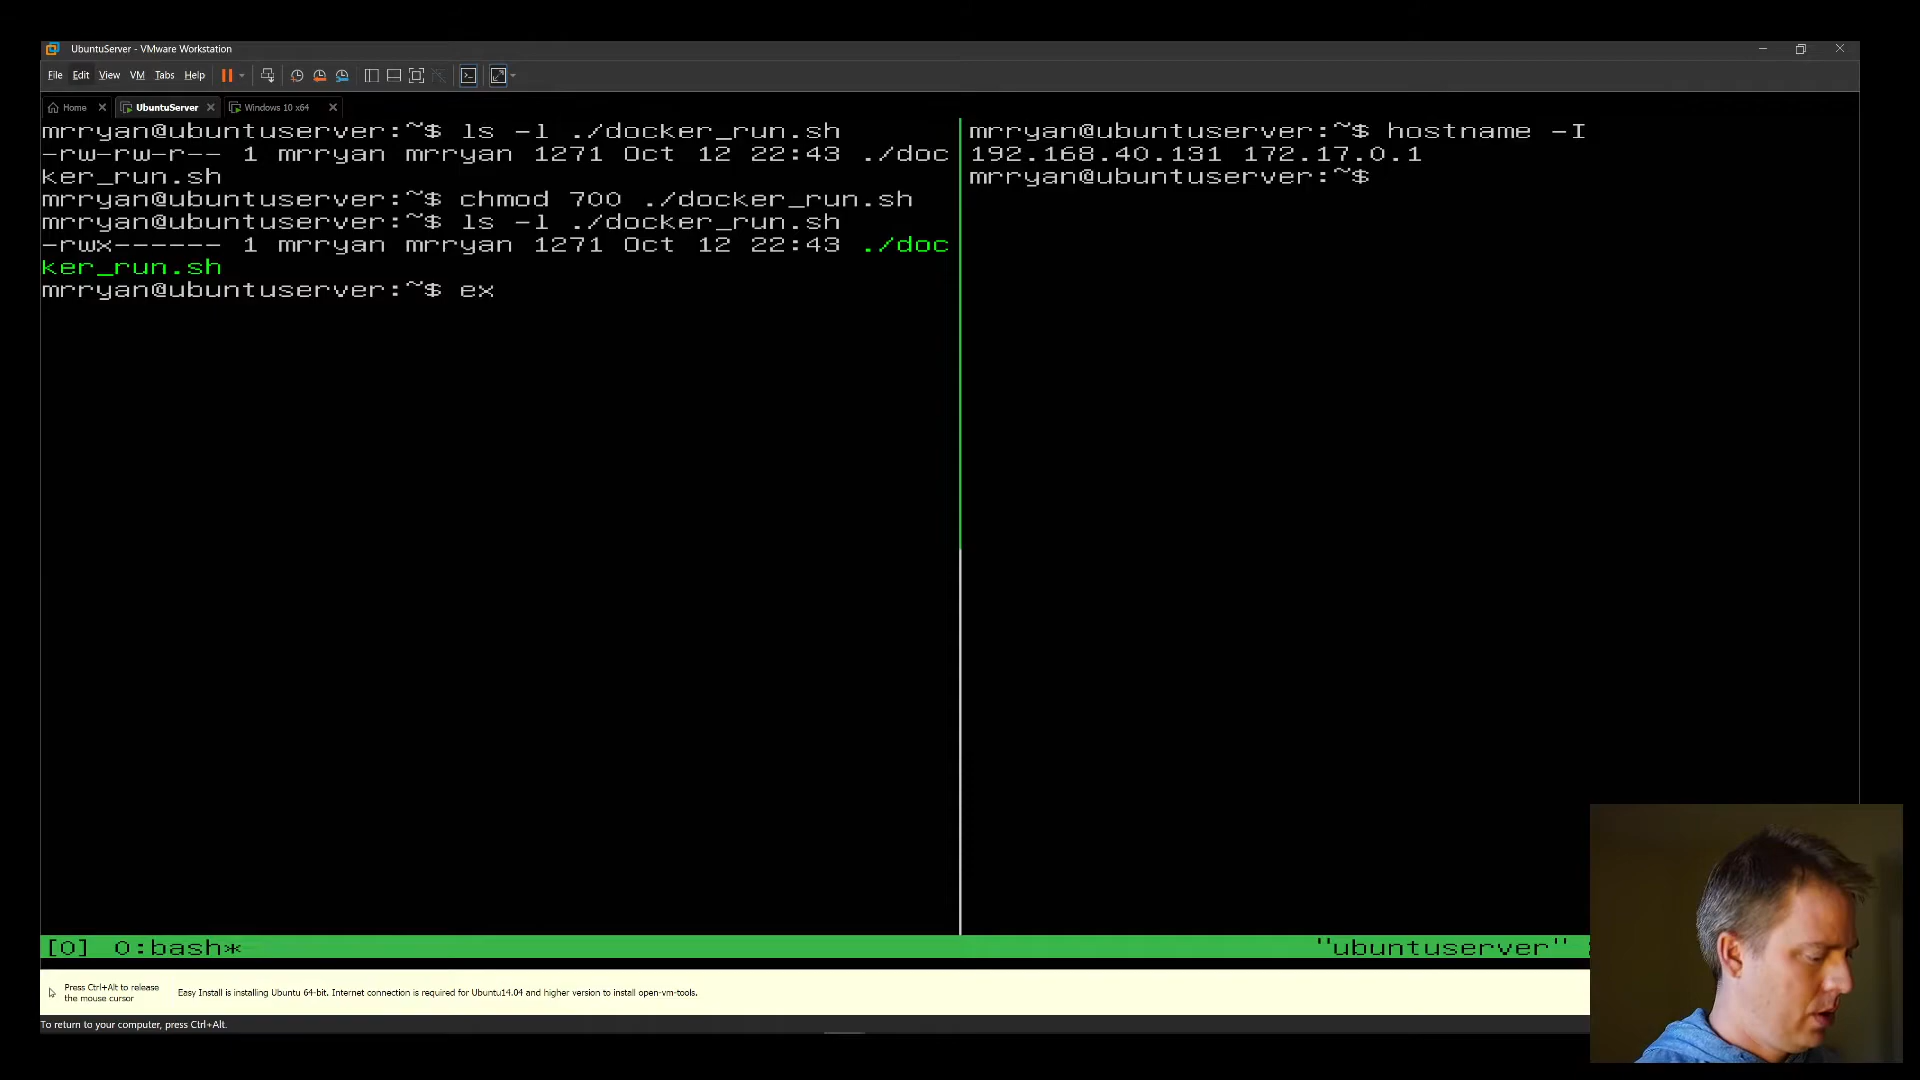 UbuntuServer - VMware Workstation
File Edit View VM Tabs Help
Home UbuntuServer Windows 10 x64
mrryan@ubuntuserver:~$ ls -l ./docker_run.sh
-rw-rw-r-- 1 mrryan mrryan 1271 Oct 12 22:43 ./doc
ker_run.sh
mrryan@ubuntuserver:~$ chmod 700 ./docker_run.sh
mrryan@ubuntuserver:~$ ls -l ./docker_run.sh
-rwx------ 1 mrryan mrryan 1271 Oct 12 22:43 ./doc
ker_run.sh
mrryan@ubuntuserver:~$ ex
mrryan@ubuntuserver:~$ hostname -I
192.168.40.131 172.17.0.1
mrryan@ubuntuserver:~$
[0] 0:bash* "ubuntuserver"
Press Ctrl+Alt to release
the mouse cursor
Easy Install is installing Ubuntu 64-bit. Internet connection is required for Ubuntu14.04 and higher version to install open-vm-tools.
To return to your computer, press Ctrl+Alt.